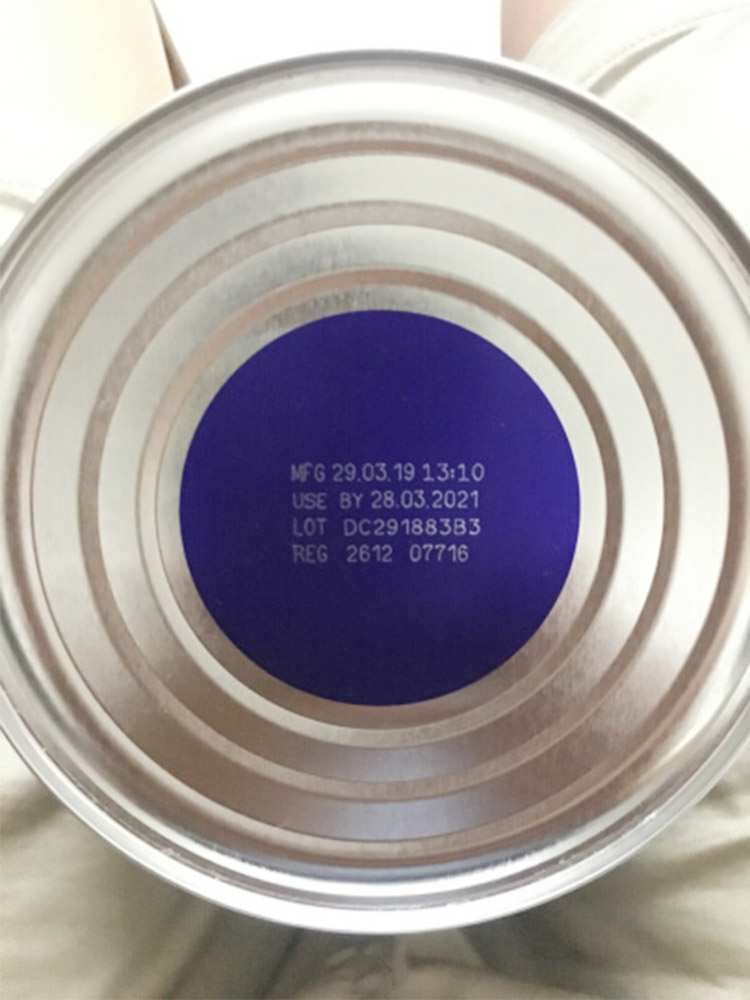 MFG 29.03.19 13:10
USE BY 28.03.2021
LOT DC291883B3
REG 2612 07716